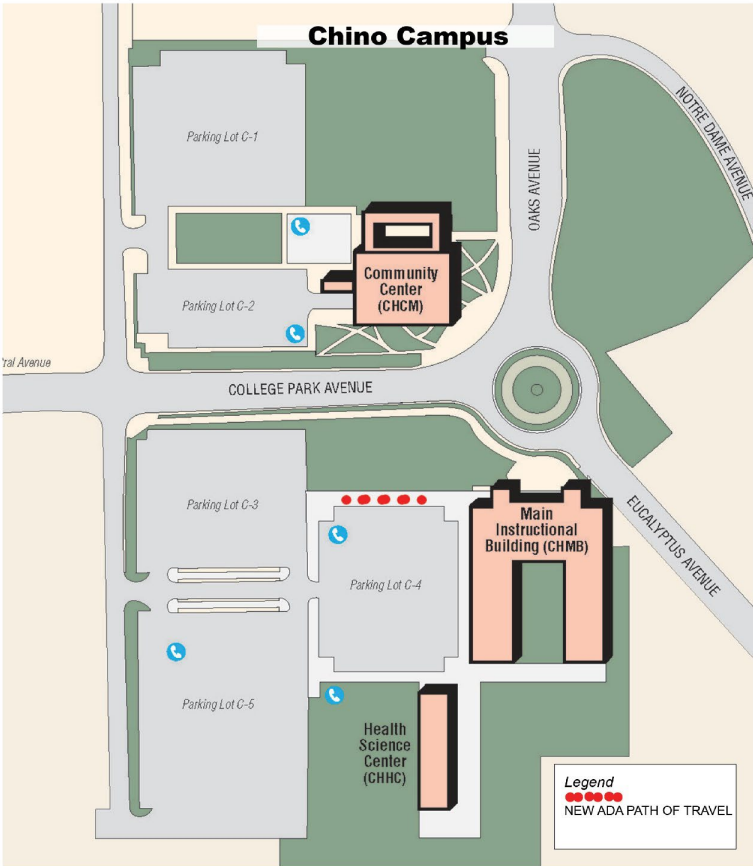 Chino Campus
Parking Lot C-1
NOTRE DAME AVENUE
OAKS AVENUE
Community
Center
(CHCM)
Parking Lot C-2
tral Avenue
COLLEGE PARK AVENUE
Parking Lot C-3
Main
Instructional
Building (CHMB)
EUCALYPTUS AVENUE
Parking Lot C-4
Parking Lot C-5
Health
Science
Center
(CHHC)
Legend
NEW ADA PATH OF TRAVEL